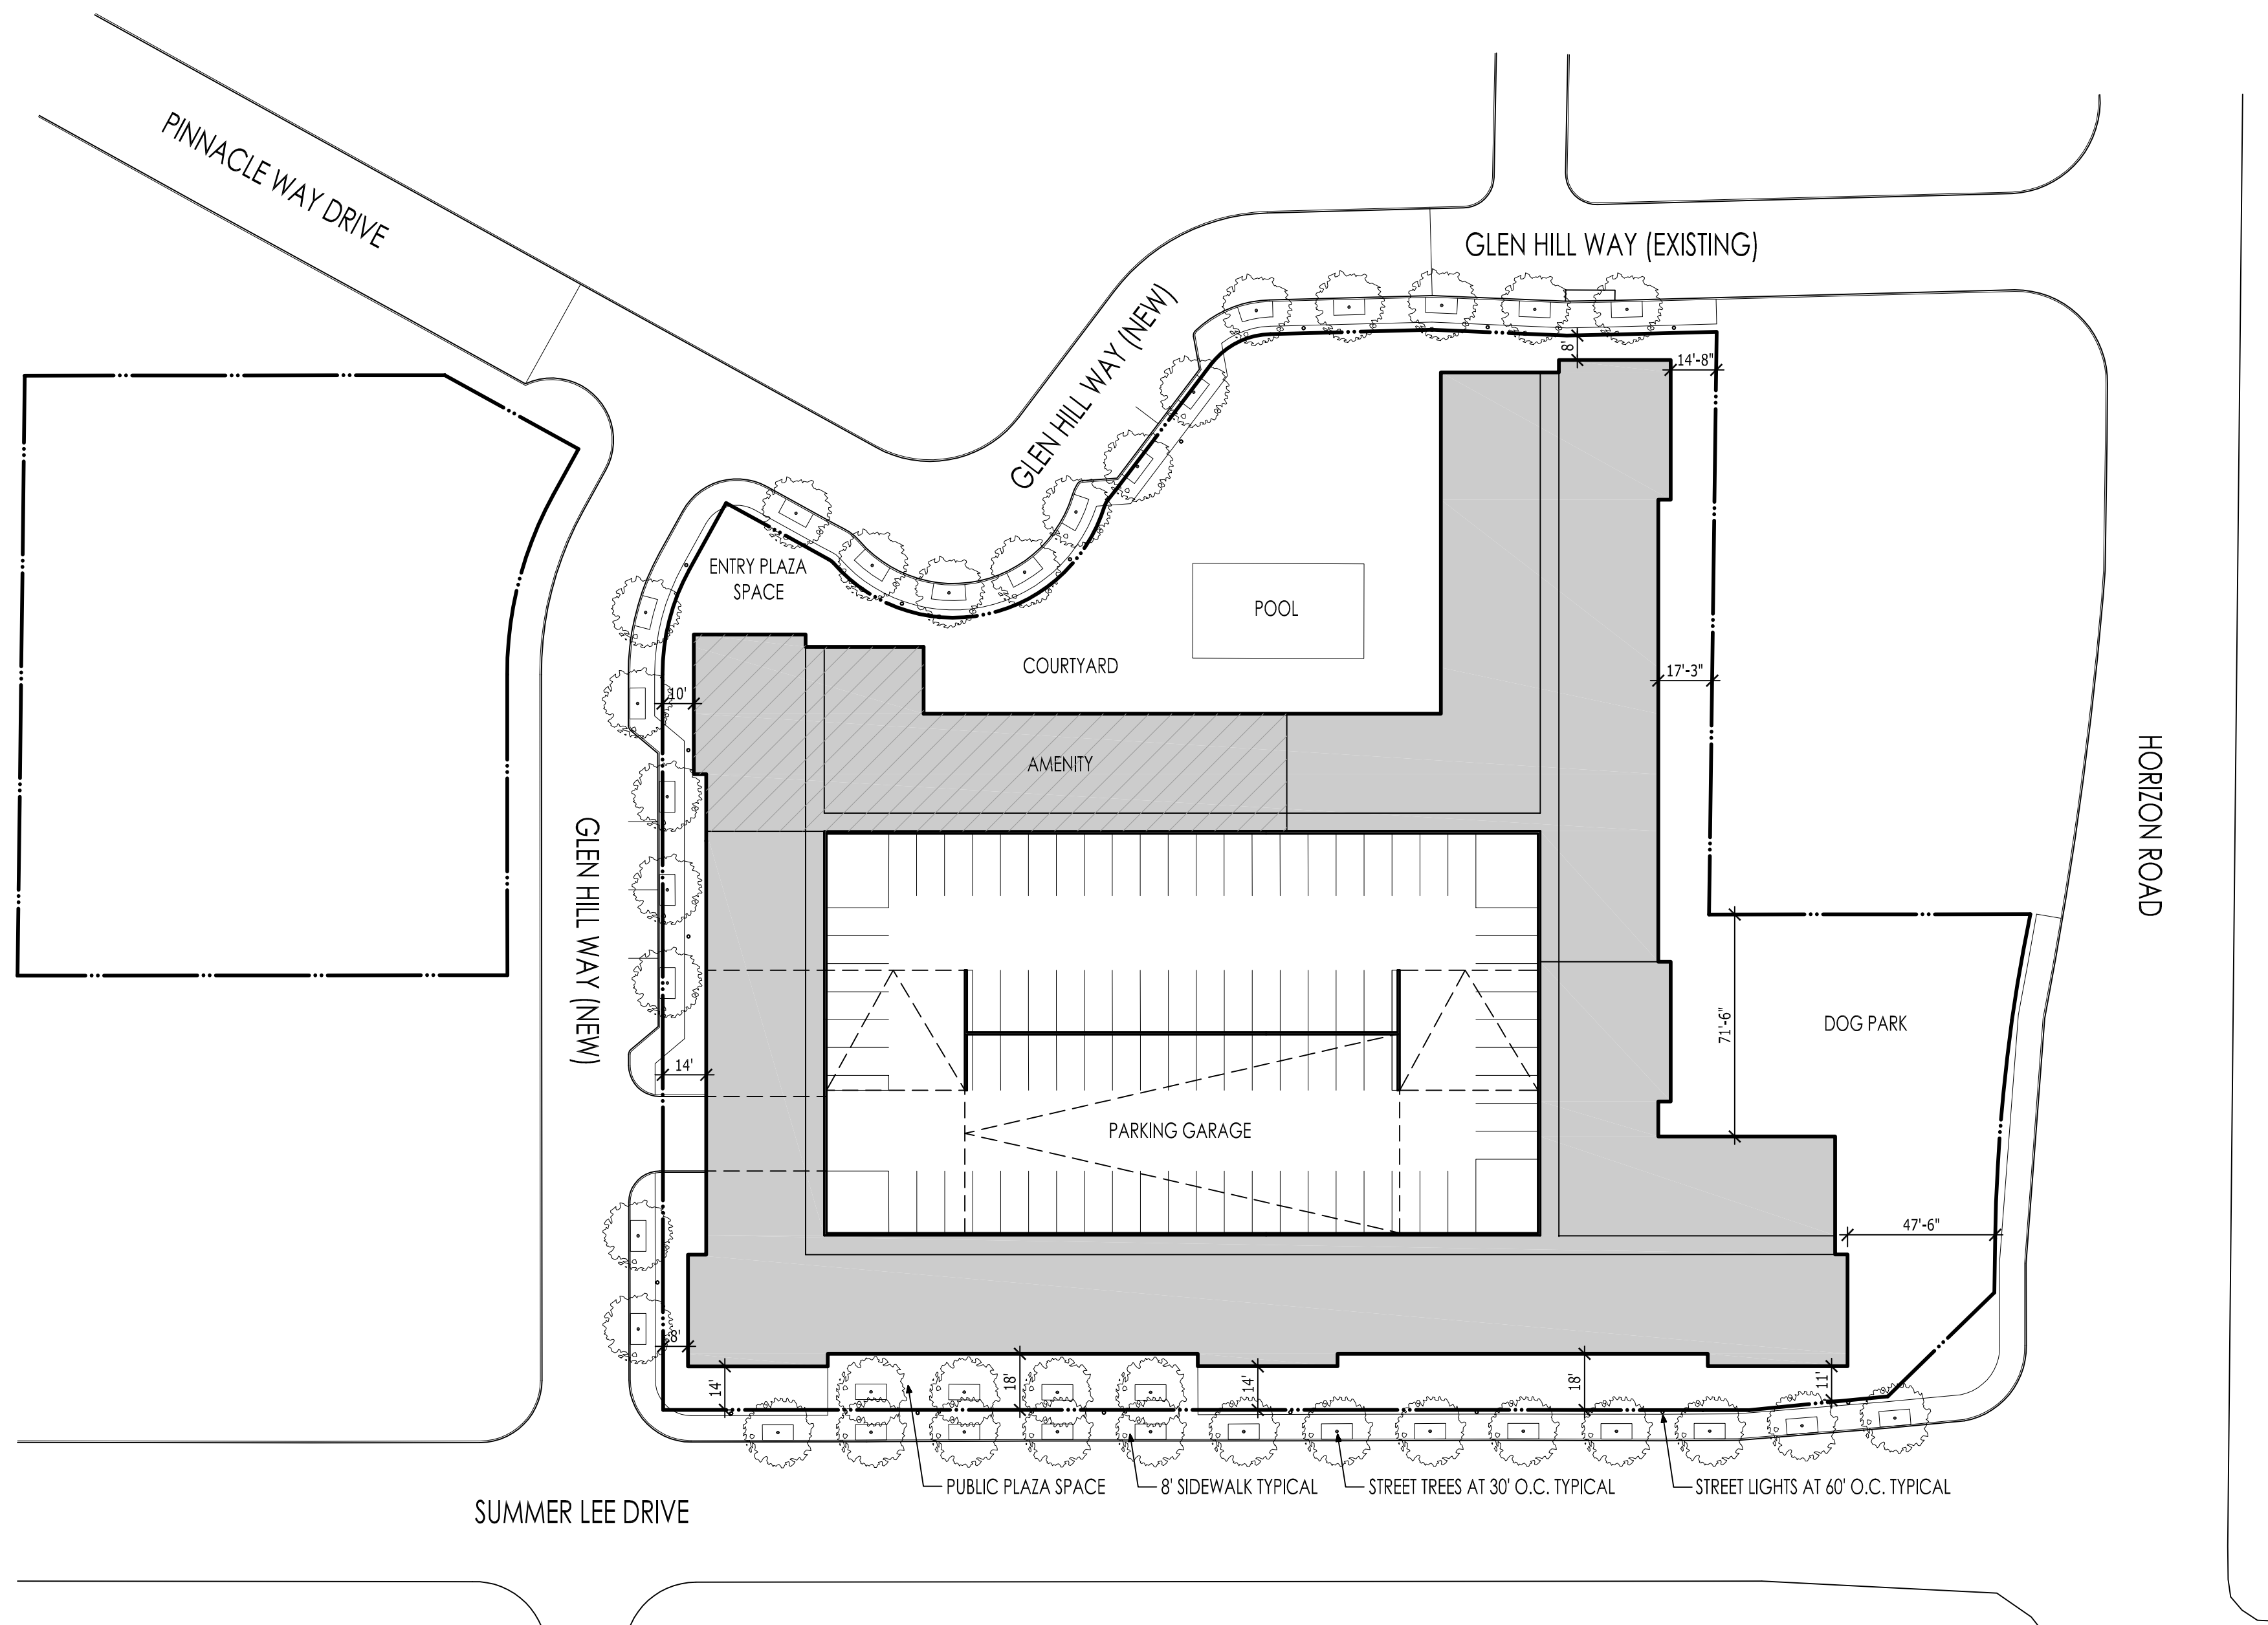 PINNACLE WAY DRIVE
GLEN HILL WAY (EXISTING)
GLEN HILL WAY (NEW)
8'
14'-8"
ENTRY PLAZA
SPACE
POOL
COURTYARD
17'-3"
10'
AMENITY
HORIZON ROAD
GLEN HILL WAY (NEW)
71'-6"
DOG PARK
14'
PARKING GARAGE
47'-6"
8'
14'
18'
14'
18'
11'
PUBLIC PLAZA SPACE
8' SIDEWALK TYPICAL
STREET TREES AT 30' O.C. TYPICAL
STREET LIGHTS AT 60' O.C. TYPICAL
SUMMER LEE DRIVE